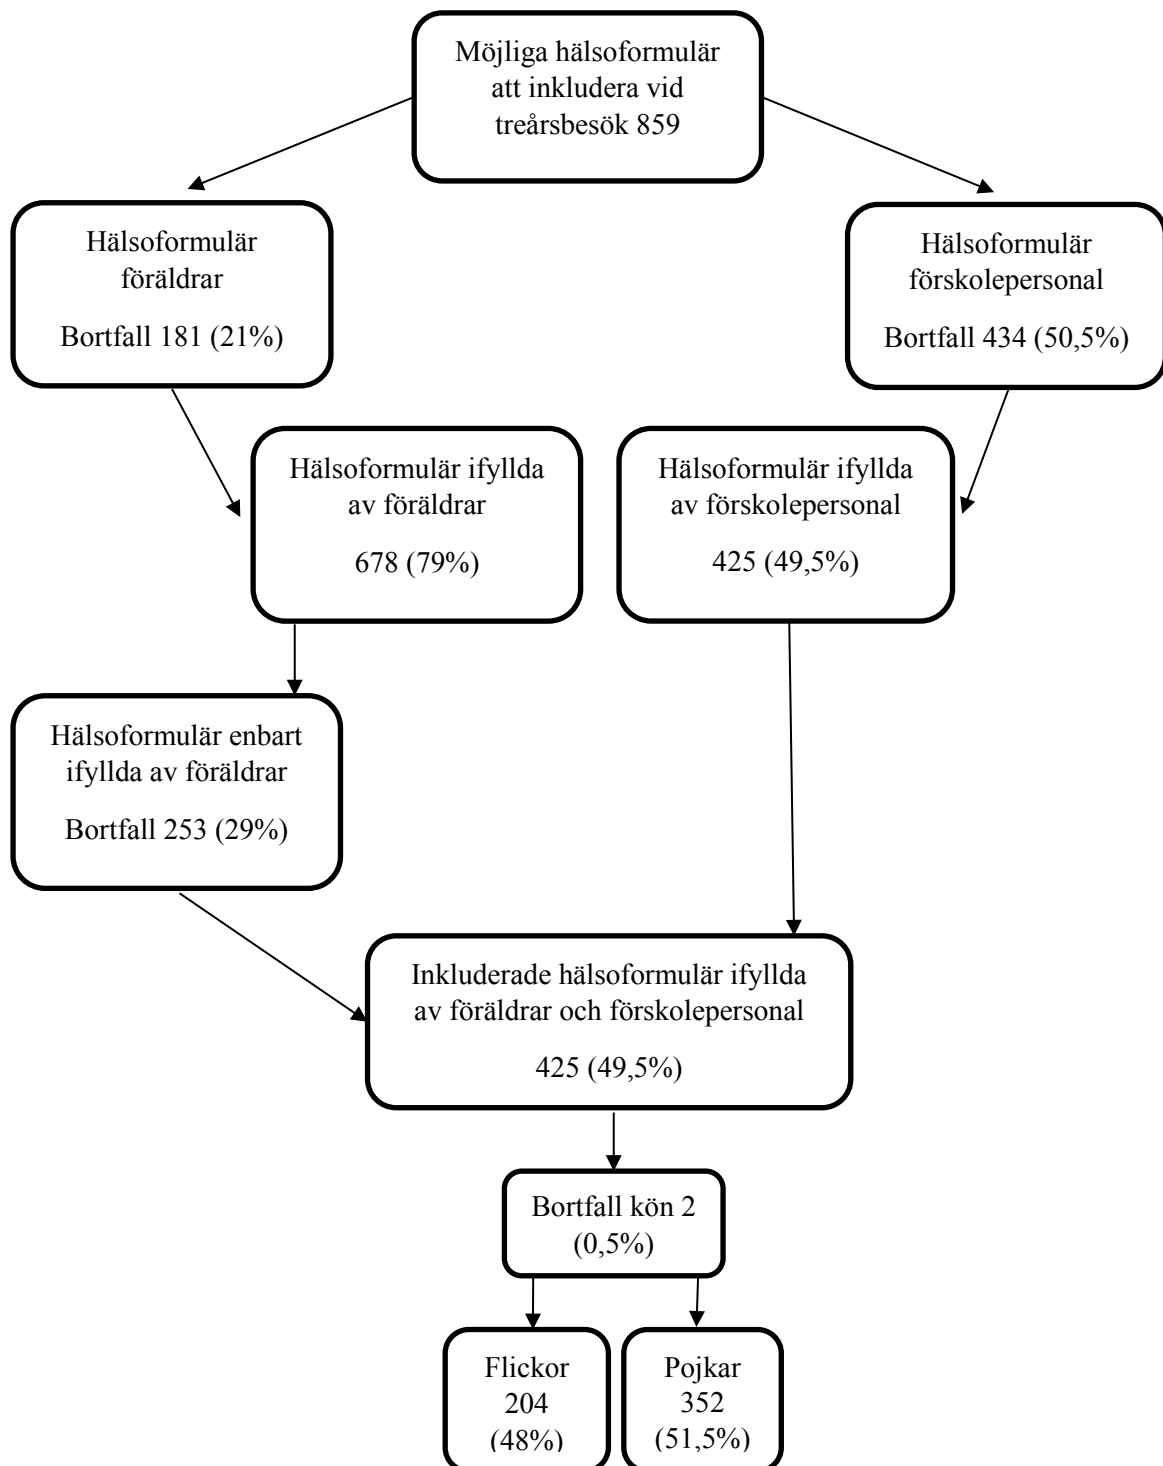 Möjliga hälsoformulär
att inkludera vid
treårsbesök 859
Hälsoformulär
föräldrar
Bortfall 181 (21%)
Hälsoformulär
förskolepersonal
Bortfall 434 (50,5%)
Hälsoformulär ifyllda
av föräldrar
678 (79%)
Hälsoformulär ifyllda
av förskolepersonal
425 (49,5%)
Hälsoformulär enbart
ifyllda av föräldrar
Bortfall 253 (29%)
Inkluderade hälsoformulär ifyllda
av föräldrar och förskolepersonal
425 (49,5%)
Bortfall kön 2
(0,5%)
Flickor
204
(48%)
Pojkar
352
(51,5%)